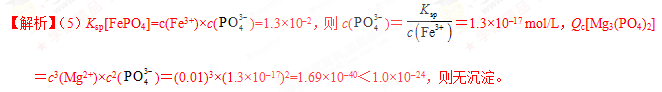 【解析】（5）Ksp[FePO₄]=c(Fe³⁺)×c(PO₄³⁻)=1.3×10⁻²，则 c(PO₄³⁻)＝Ksp/c(Fe³⁺)＝1.3×10⁻¹⁷ mol/L，Qc[Mg₃(PO₄)₂]
＝c³(Mg²⁺)×c²(PO₄³⁻)＝(0.01)³×(1.3×10⁻¹⁷)²=1.69×10⁻⁴⁰＜1.0×10⁻²⁴，则无沉淀。